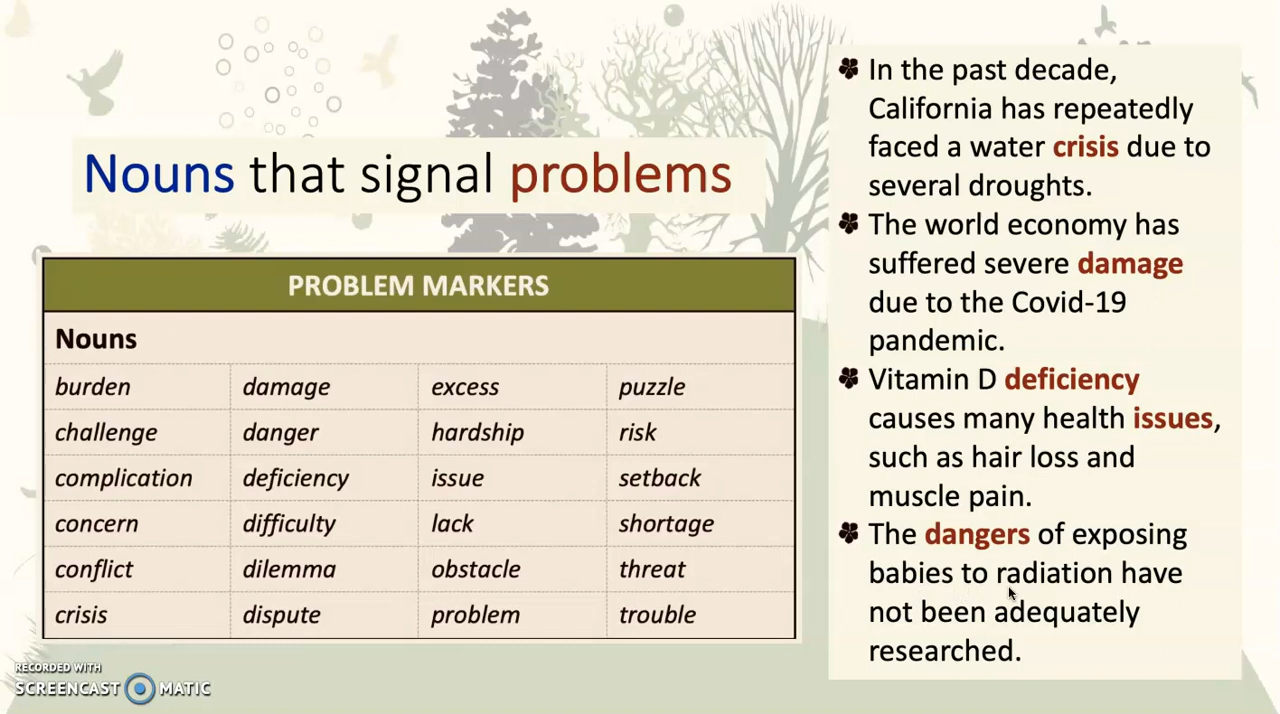 Nouns that signal problems
PROBLEM MARKERS
Nouns
burden damage excess puzzle
challenge danger hardship risk
complication deficiency issue setback
concern difficulty lack shortage
conflict dilemma obstacle threat
crisis dispute problem trouble
In the past decade,
California has repeatedly
faced a water crisis due to
several droughts.
The world economy has
suffered severe damage
due to the Covid-19
pandemic.
Vitamin D deficiency
causes many health issues,
such as hair loss and
muscle pain.
The dangers of exposing
babies to radiation have
not been adequately
researched.
RECORDED WITH
SCREENCAST MATIC